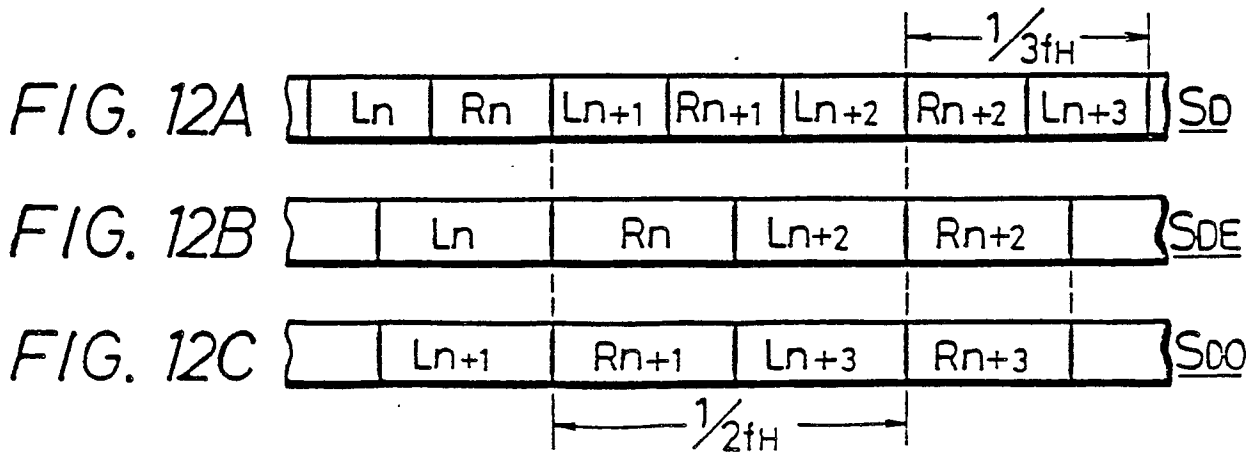 1/3fH
FIG. 12A Ln Rn Ln+1 Rn+1 Ln+2 Rn+2 Ln+3 SD
FIG. 12B Ln Rn Ln+2 Rn+2 SDE
FIG. 12C Ln+1 Rn+1 Ln+3 Rn+3 SDO
1/2fH